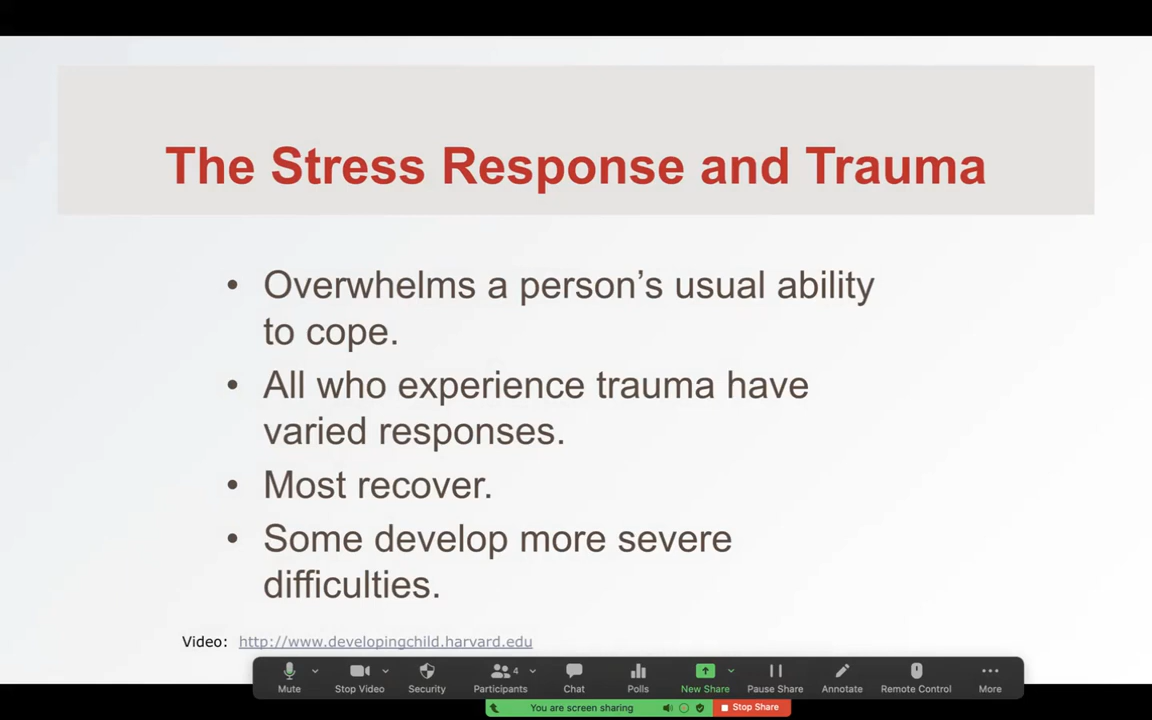 The Stress Response and Trauma
• Overwhelms a person’s usual ability
to cope.
• All who experience trauma have
varied responses.
• Most recover.
• Some develop more severe
difficulties.
Video: http://www.developingchild.harvard.edu
Mute Stop Video Security Participants 4 Chat Polls New Share Pause Share Annotate Remote Control More
You are screen sharing Stop Share